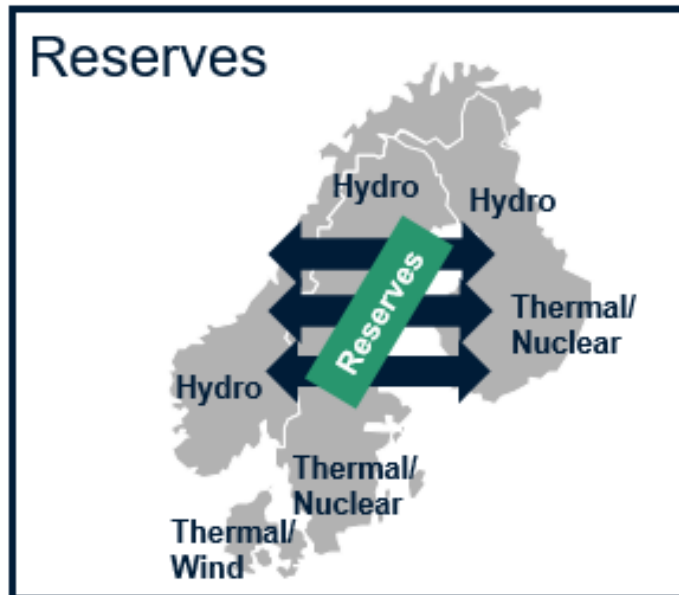 Reserves
Hydro
Hydro
Reserves
Thermal/
Nuclear
Hydro
Thermal/
Nuclear
Thermal/
Wind